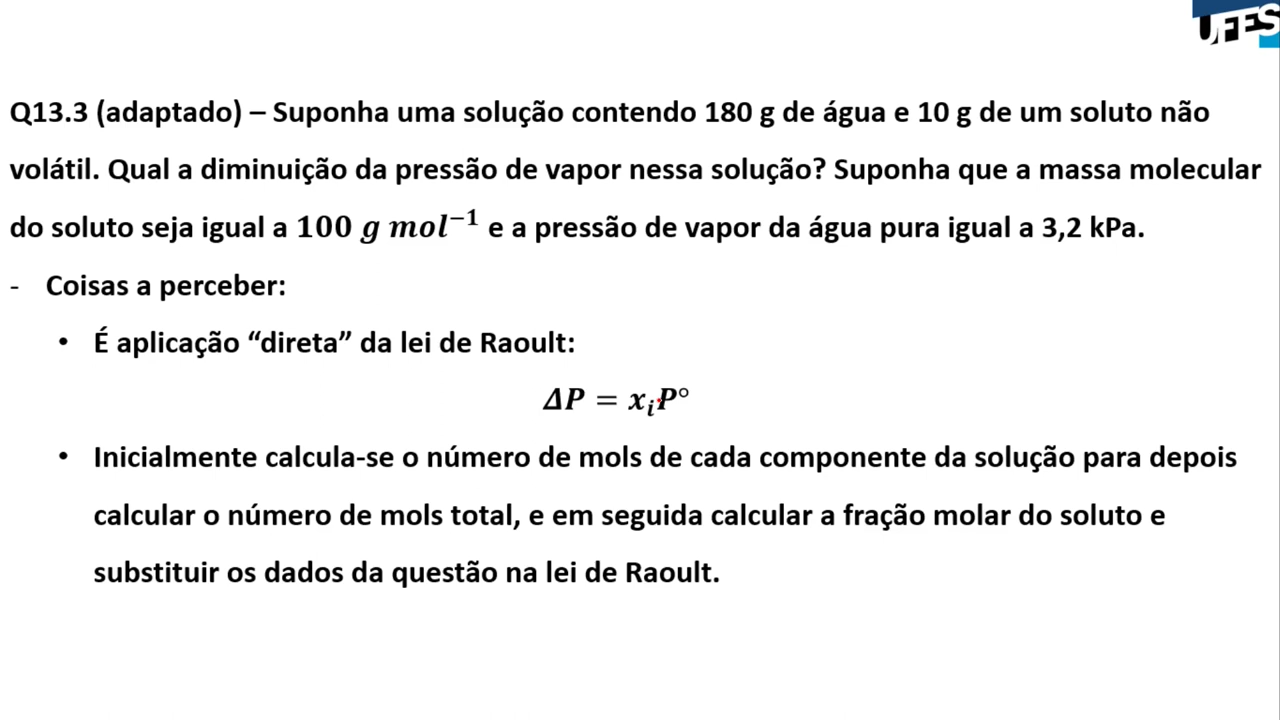 UFES
Q13.3 (adaptado) – Suponha uma solução contendo 180 g de água e 10 g de um soluto não
volátil. Qual a diminuição da pressão de vapor nessa solução? Suponha que a massa molecular
do soluto seja igual a 100 g mol⁻¹ e a pressão de vapor da água pura igual a 3,2 kPa.
- Coisas a perceber:
• É aplicação “direta” da lei de Raoult:
ΔP = xᵢP°
• Inicialmente calcula-se o número de mols de cada componente da solução para depois
calcular o número de mols total, e em seguida calcular a fração molar do soluto e
substituir os dados da questão na lei de Raoult.